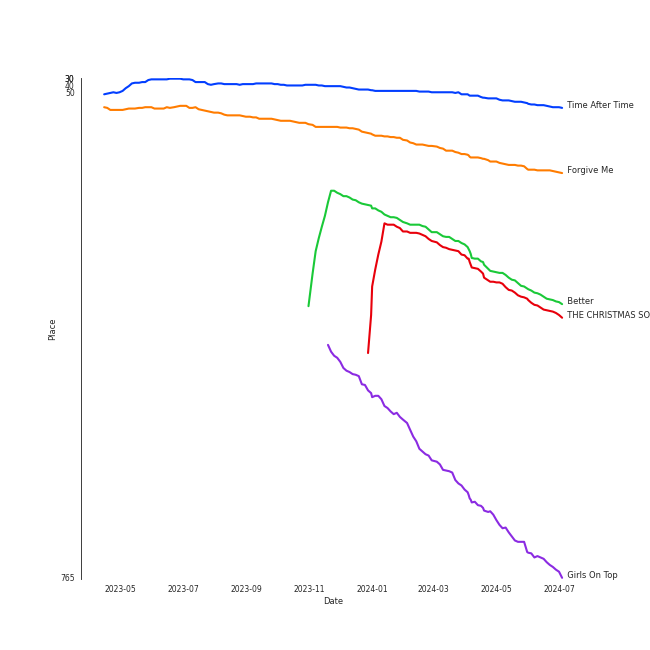 30
40
50
Time After Time
Forgive Me
Better
THE CHRISTMAS SO
Girls On Top
Place
765
2023-05 2023-07 2023-09 2023-11 2024-01 2024-03 2024-05 2024-07
Date